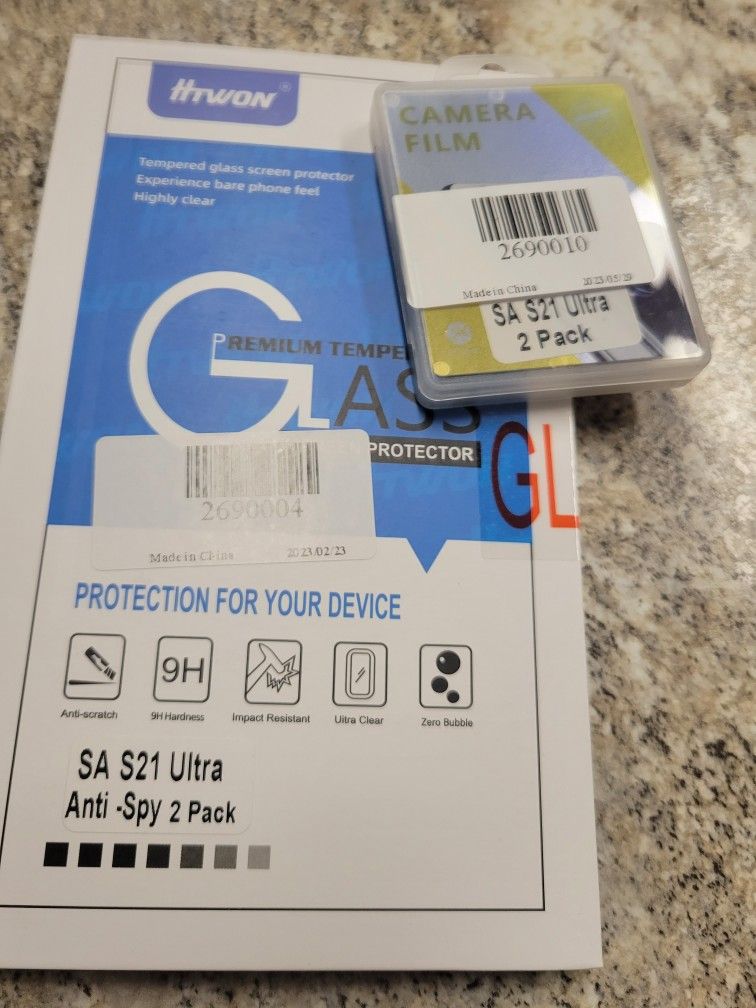 HTWON®
Tempered glass screen protector
Experience bare phone feel
Highly clear
PREMIUM TEMPE
GLASS
PROTECTOR
GL
2690004
Made in China 2023/02/23
PROTECTION FOR YOUR DEVICE
9H
Anti-scratch 9H Hardness Impact Resistant Ultra Clear Zero Bubble
SA S21 Ultra
Anti -Spy 2 Pack
CAMERA
FILM
2690010
Made in China 2023/05/29
SA S21 Ultra
2 Pack